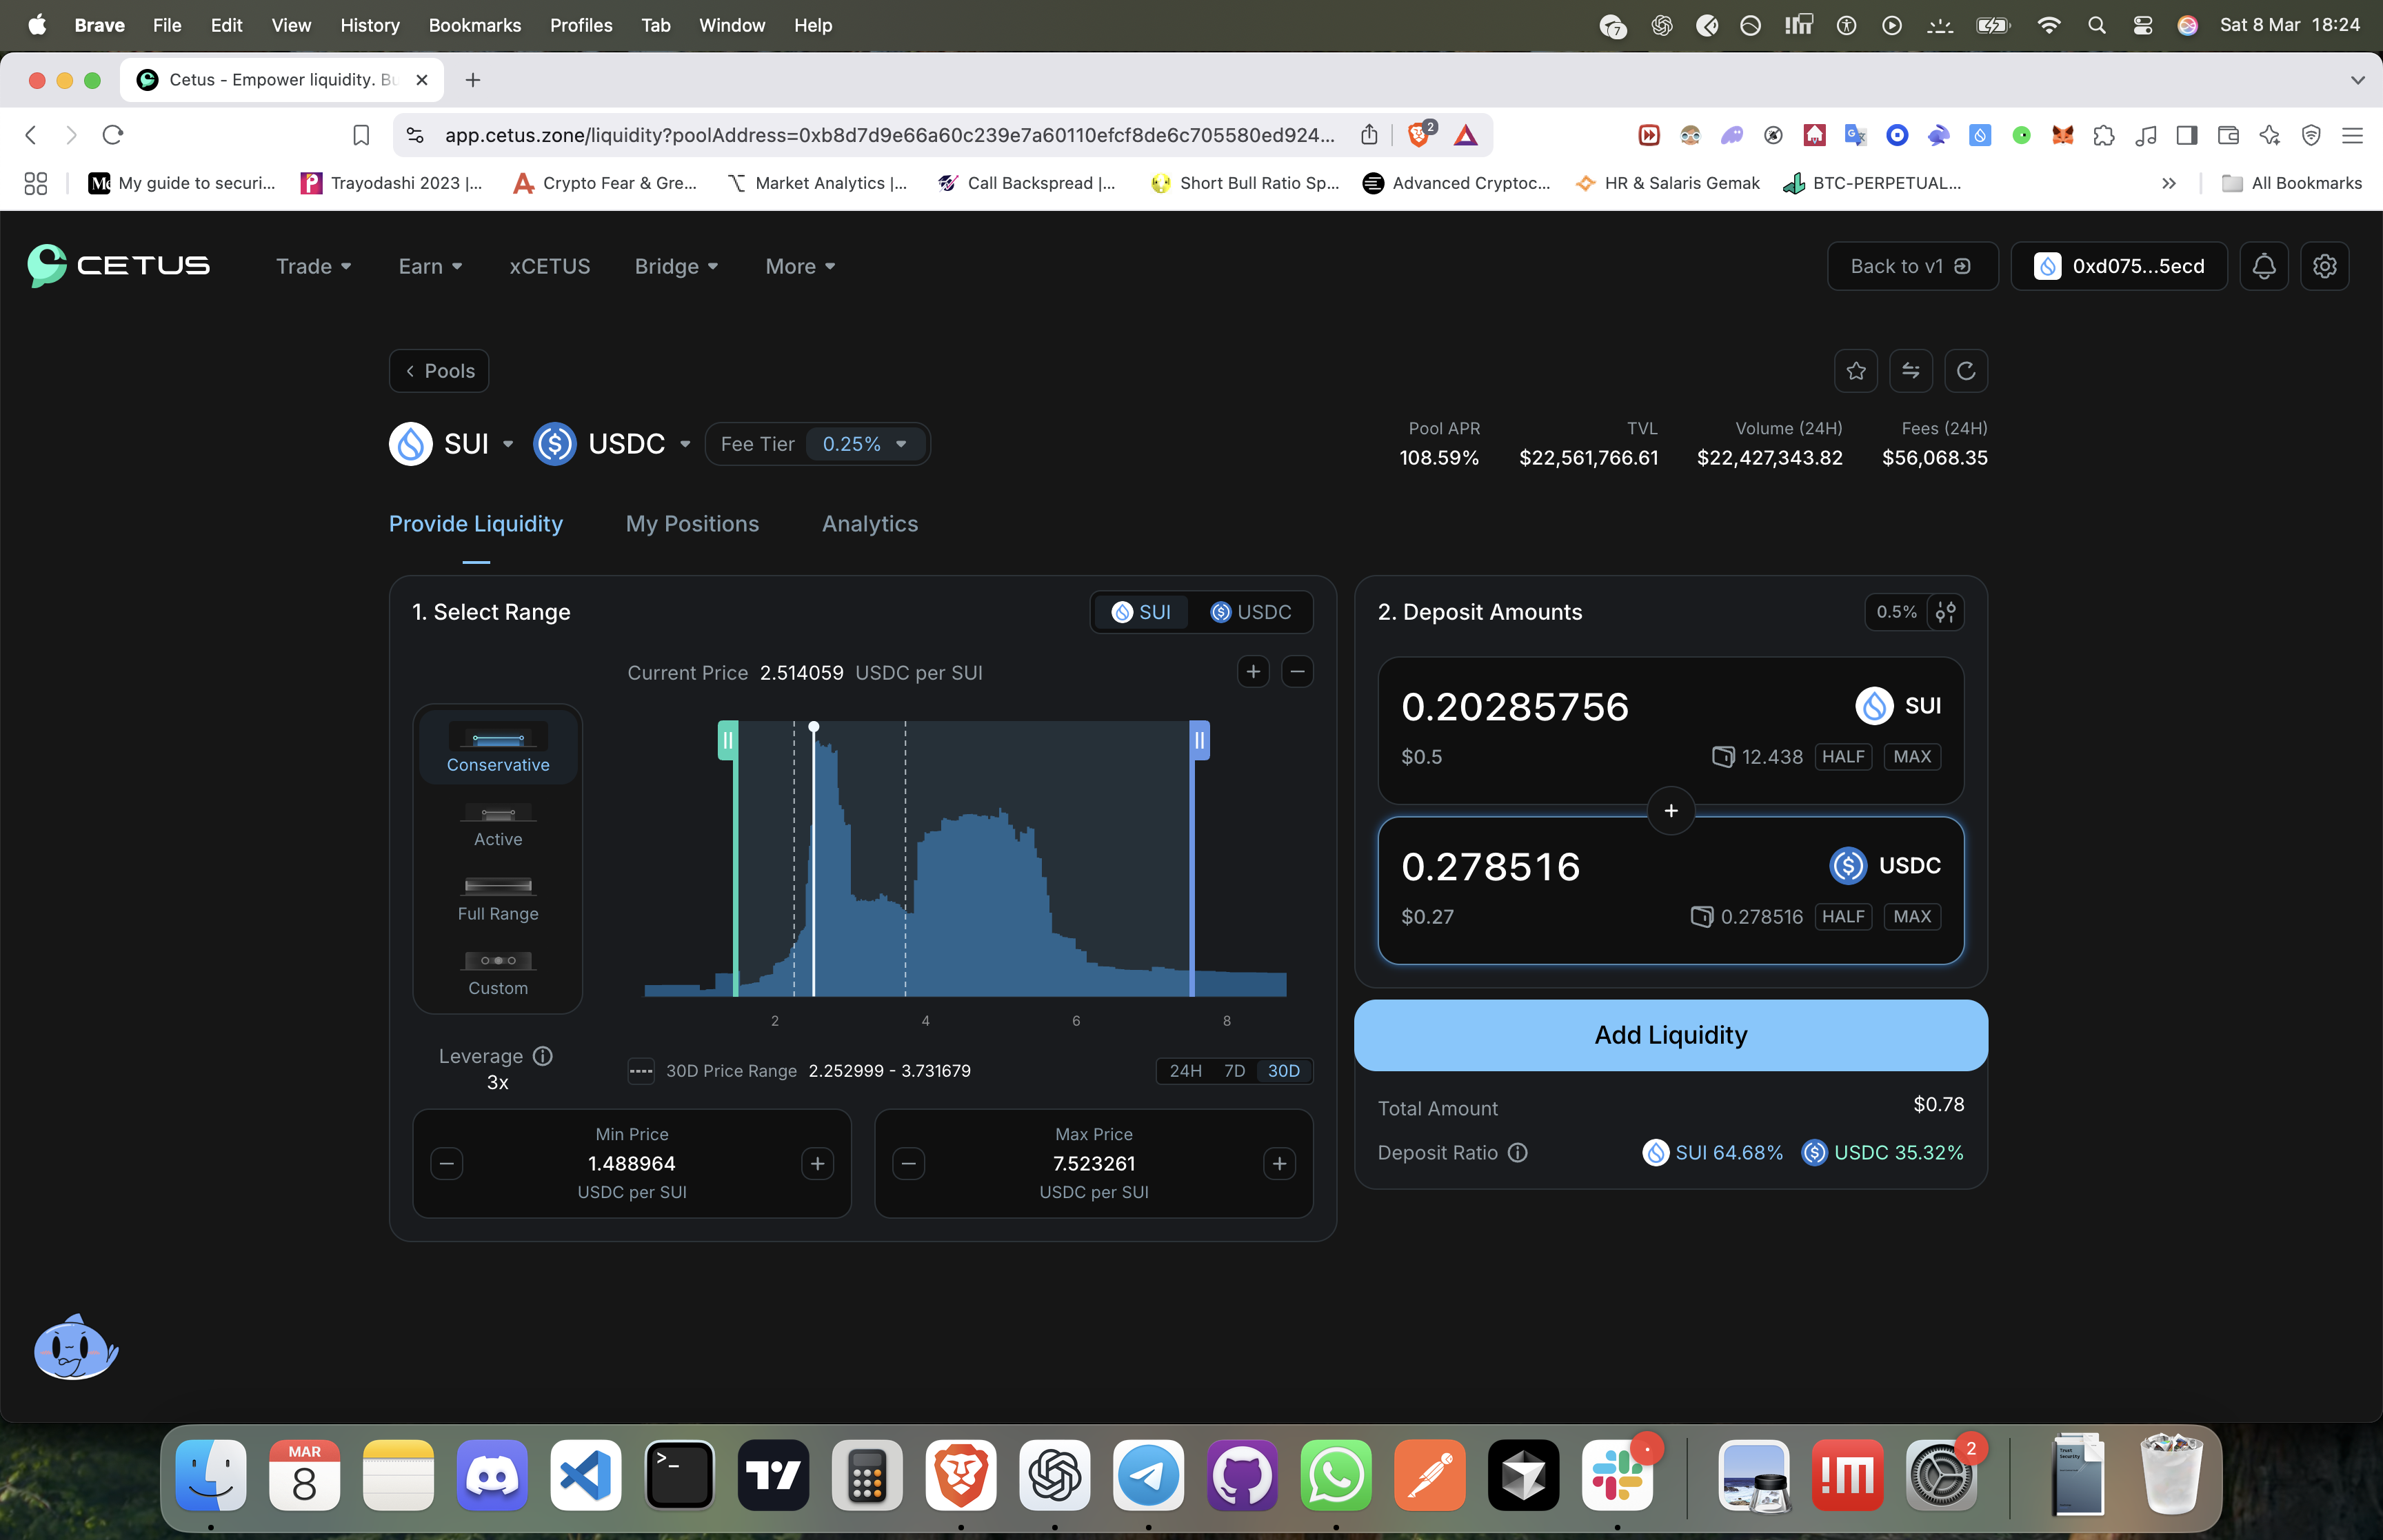 Brave File Edit View History Bookmarks Profiles Tab Window Help
7
Sat 8 Mar 18:24
Cetus - Empower liquidity. Bu
app.cetus.zone/liquidity?poolAddress=0xb8d7d9e66a60c239e7a60110efcf8de6c705580ed924...
2
My guide to securi...
Trayodashi 2023 |...
Crypto Fear & Gre...
Market Analytics |...
Call Backspread |...
Short Bull Ratio Sp...
Advanced Cryptoc...
HR & Salaris Gemak
BTC-PERPETUAL...
All Bookmarks
CETUS
Trade
Earn
xCETUS
Bridge
More
Back to v1
0xd075...5ecd
Pools
SUI
USDC
Fee Tier 0.25%
Pool APR
108.59%
TVL
$22,561,766.61
Volume (24H)
$22,427,343.82
Fees (24H)
$56,068.35
Provide Liquidity
My Positions
Analytics
1. Select Range
SUI
USDC
Current Price 2.514059 USDC per SUI
Conservative
Active
Full Range
Custom
2 4 6 8
Leverage
3x
30D Price Range 2.252999 - 3.731679
24H 7D 30D
Min Price
1.488964
USDC per SUI
Max Price
7.523261
USDC per SUI
2. Deposit Amounts
0.5%
0.20285756
SUI
$0.5
12.438 HALF MAX
0.278516
USDC
$0.27
0.278516 HALF MAX
Add Liquidity
Total Amount $0.78
Deposit Ratio SUI 64.68% USDC 35.32%
MAR
8
2